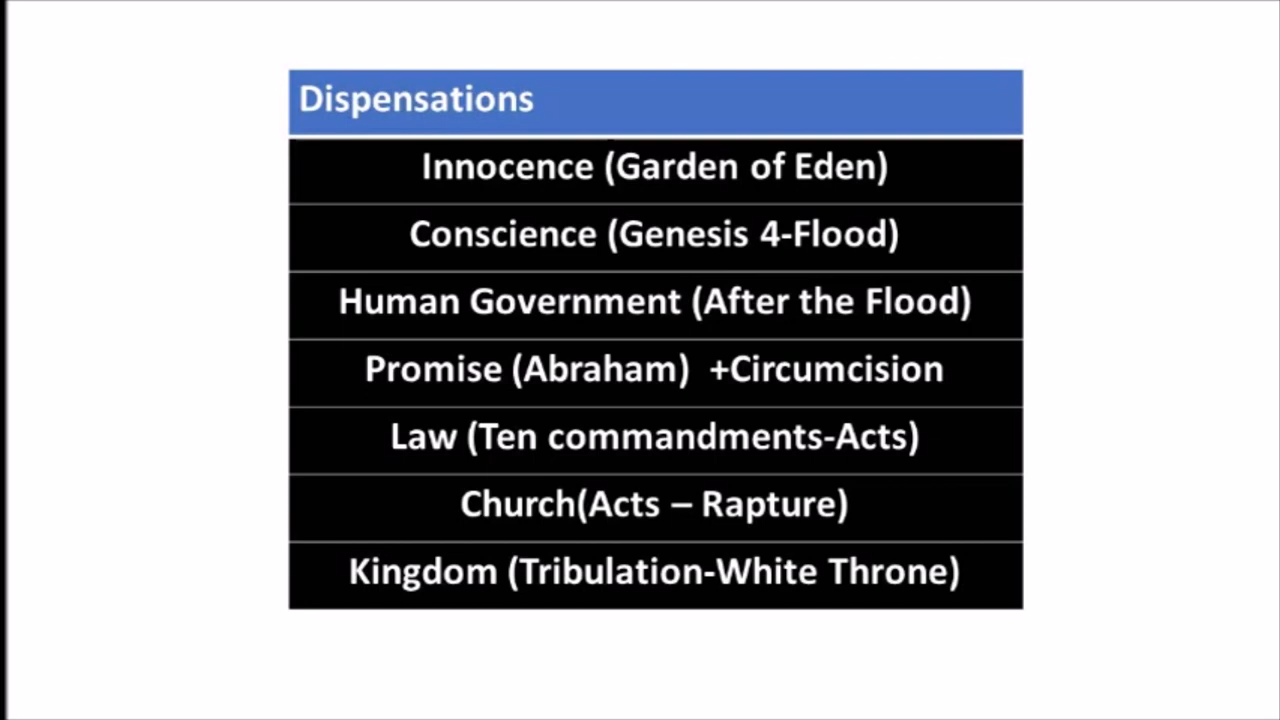 Dispensations
Innocence (Garden of Eden)
Conscience (Genesis 4-Flood)
Human Government (After the Flood)
Promise (Abraham)  +Circumcision
Law (Ten commandments-Acts)
Church(Acts – Rapture)
Kingdom (Tribulation-White Throne)